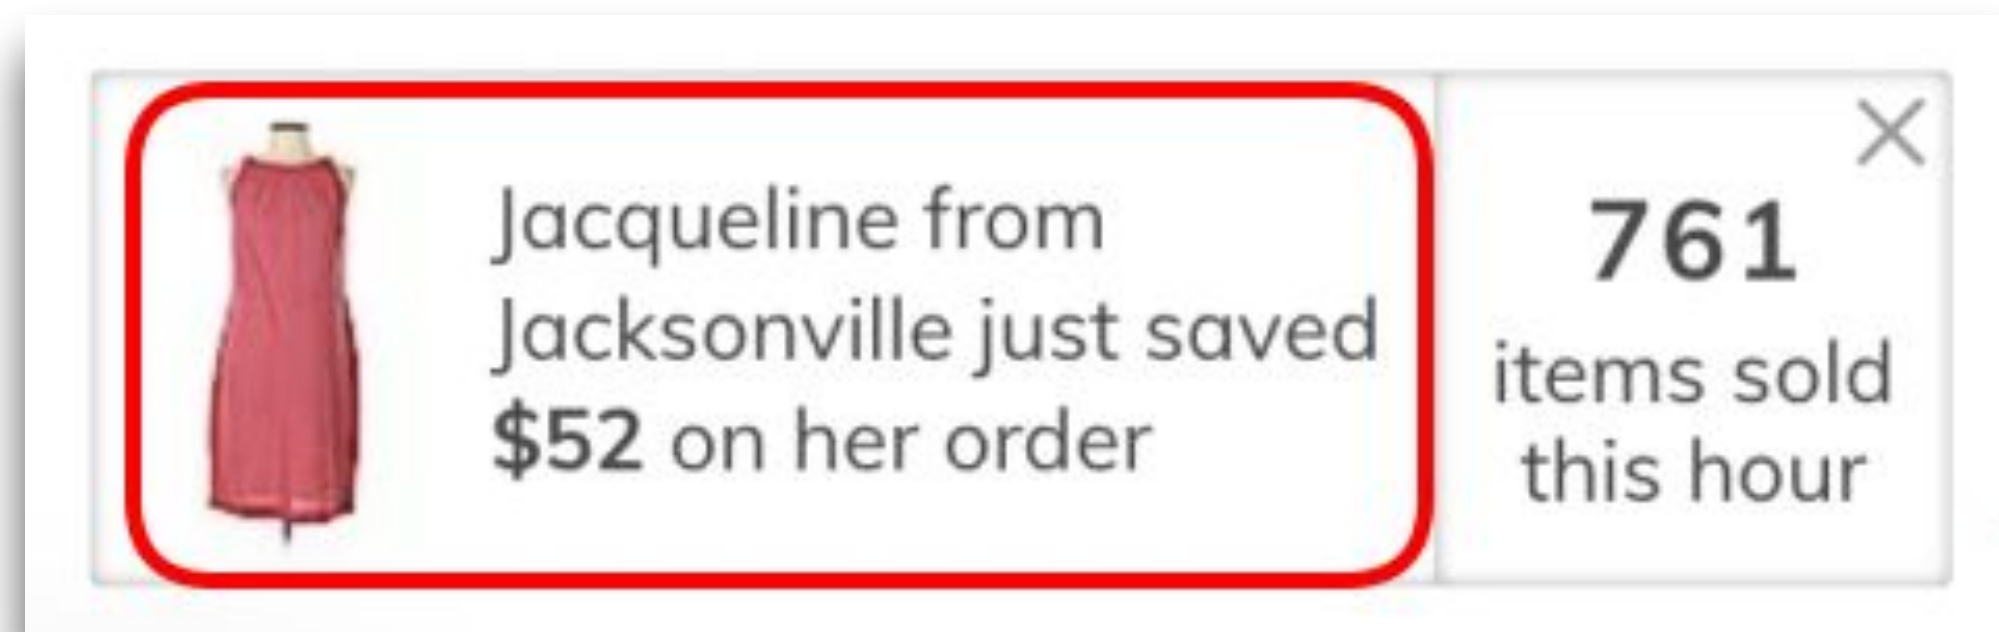 Jacqueline from
Jacksonville just saved
$52 on her order
761
items sold
this hour